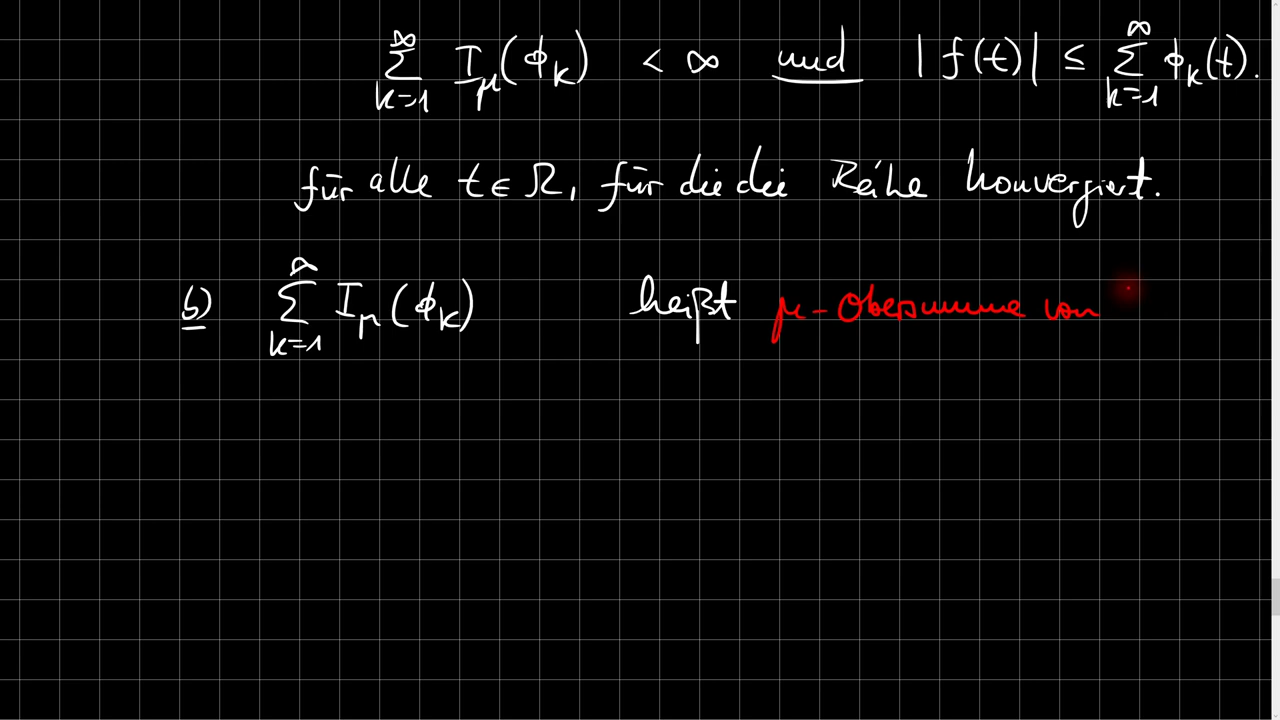 ∑_{k=1}^{∞} I_μ(ϕ_k) < ∞ und |f(t)| ≤ ∑_{k=1}^{∞} ϕ_k(t).
für alle t ∈ Ω, für die die Reihe konvergiert.
b) ∑_{k=1}^{∞} I_μ(ϕ_k) heißt μ-Obersumme von